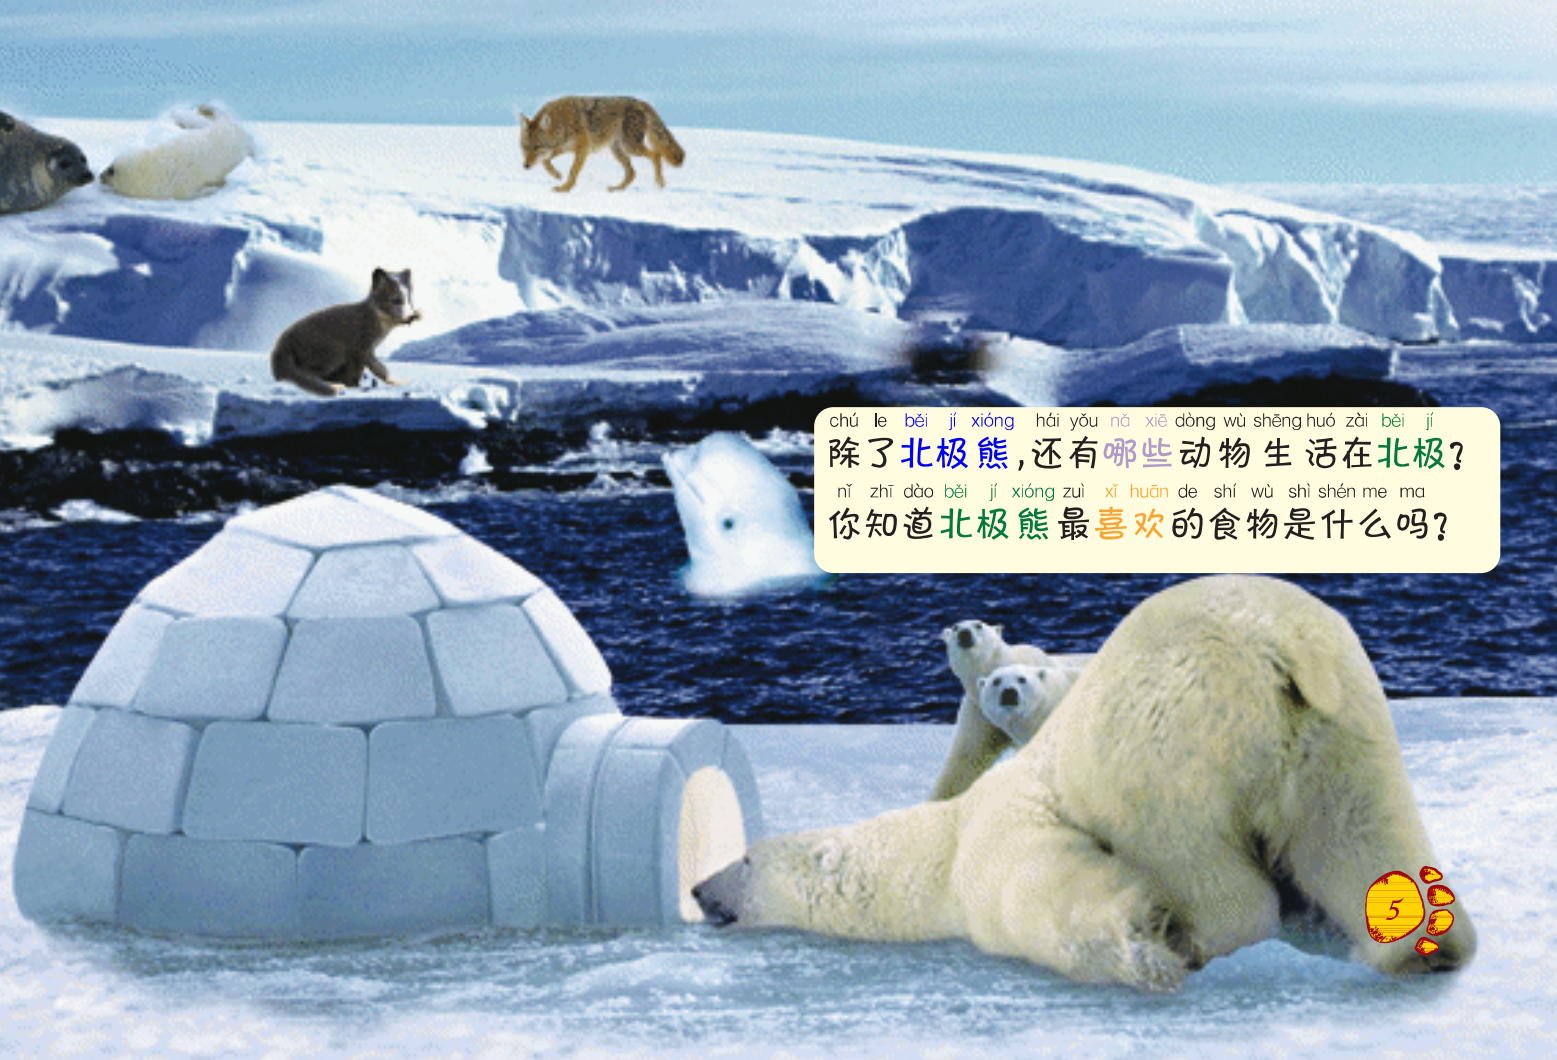 chú le běi jí xióng hái yǒu nǎ xiē dòng wù shēng huó zài běi jí
除了北极熊,还有哪些动物生活在北极?
nǐ zhī dào běi jí xióng zuì xǐ huān de shí wù shì shén me ma
你知道北极熊最喜欢的食物是什么吗?
5